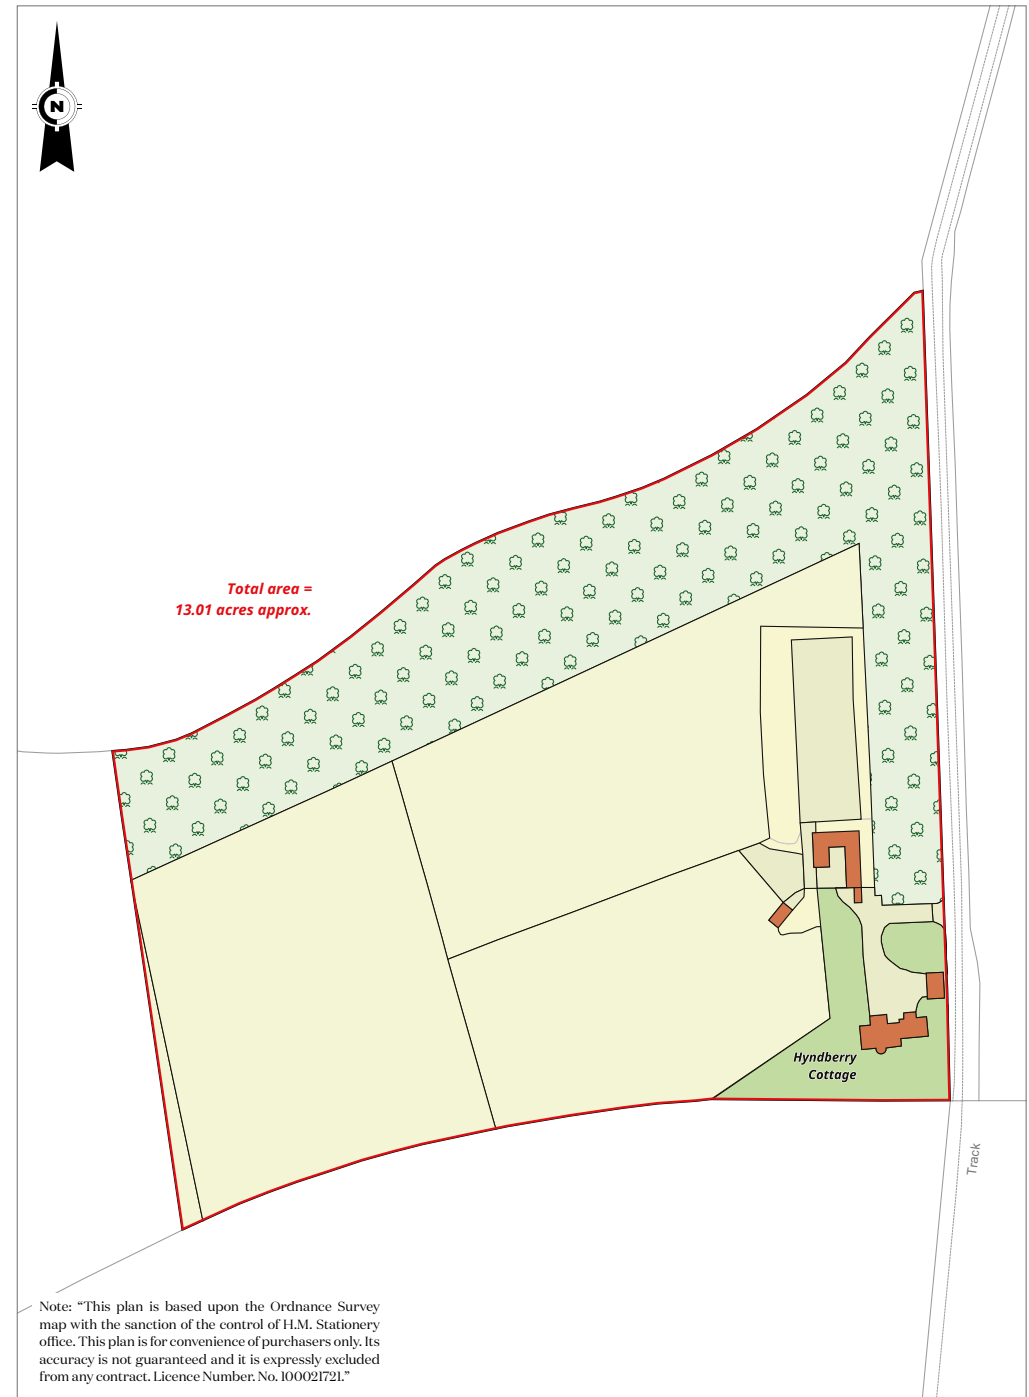 N
Total area =
13.01 acres approx.
Hyndberry
Cottage
Track
Note: “This plan is based upon the Ordnance Survey
map with the sanction of the control of H.M. Stationery
office. This plan is for convenience of purchasers only. Its
accuracy is not guaranteed and it is expressly excluded
from any contract. Licence Number. No. 100021721.”